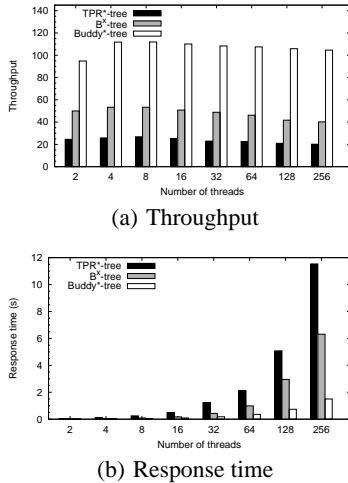 140
120
100
80
60
40
20
0
Throughput
TPR*-tree
Bˣ-tree
Buddy*-tree
2 4 8 16 32 64 128 256
Number of threads
(a) Throughput
12
10
8
6
4
2
0
Response time (s)
TPR*-tree
Bˣ-tree
Buddy*-tree
2 4 8 16 32 64 128 256
Number of threads
(b) Response time